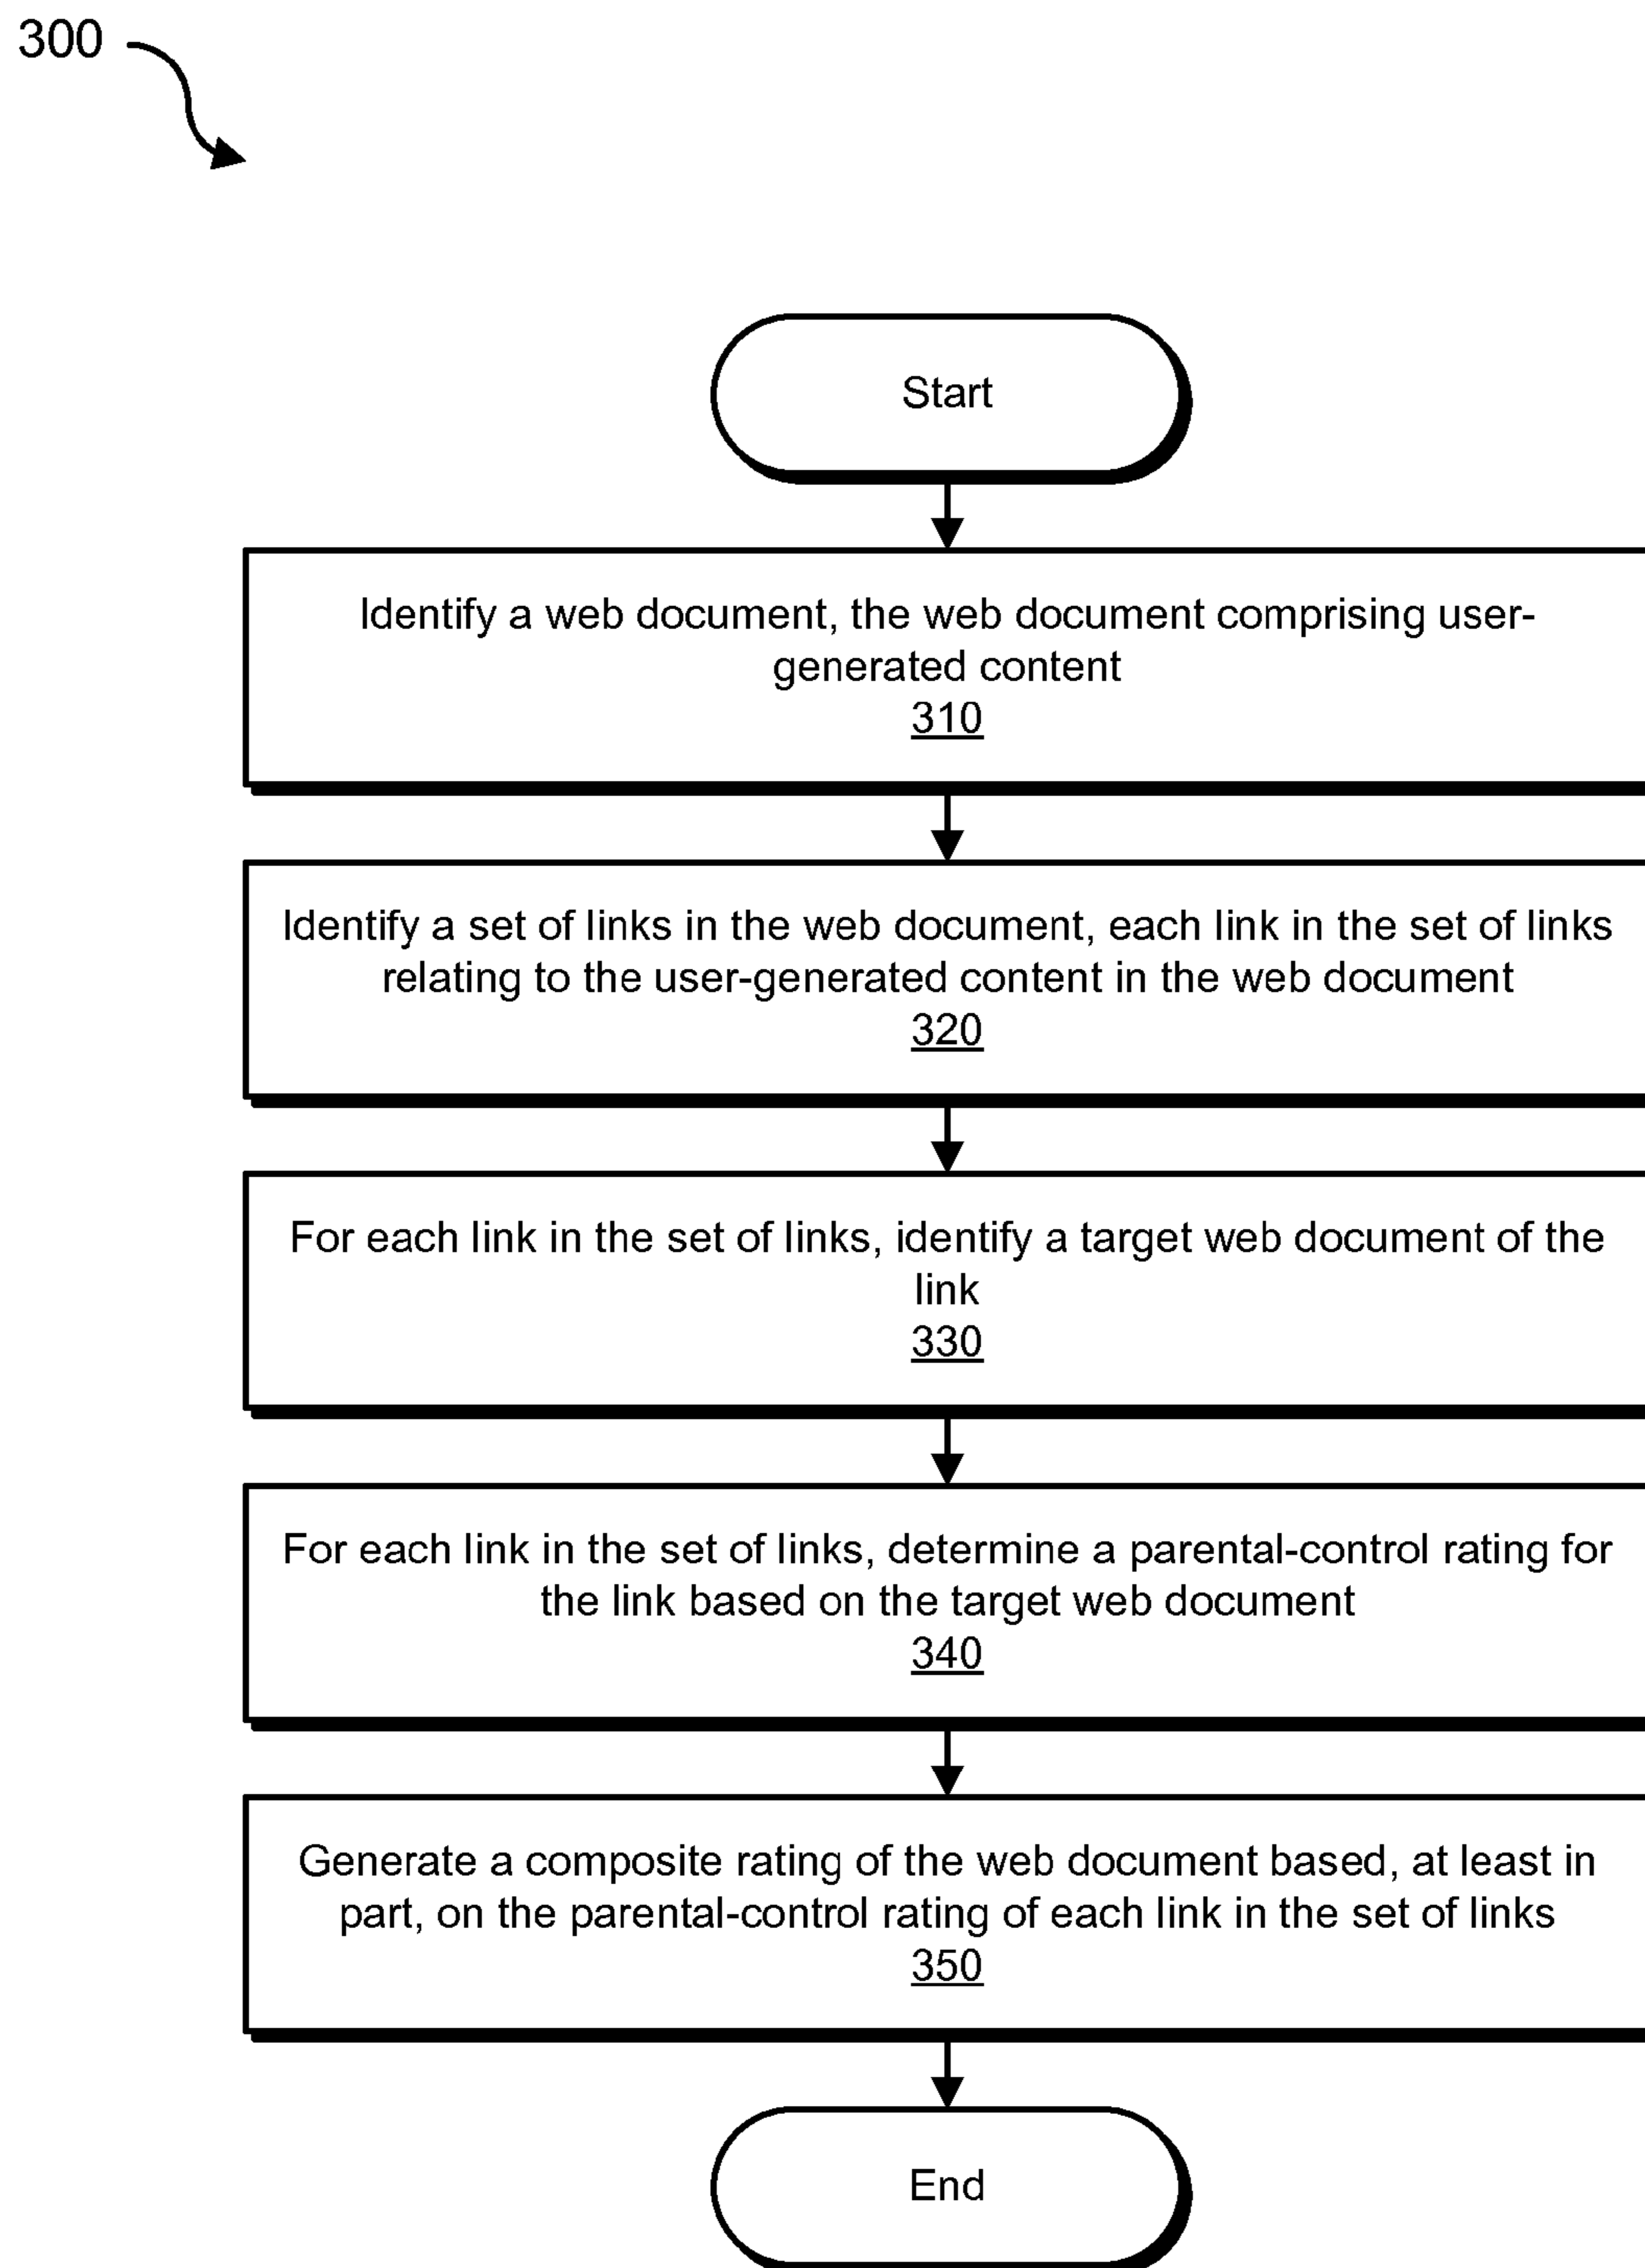 300
Start
Identify a web document, the web document comprising user-
generated content
310
Identify a set of links in the web document, each link in the set of links
relating to the user-generated content in the web document
320
For each link in the set of links, identify a target web document of the
link
330
For each link in the set of links, determine a parental-control rating for
the link based on the target web document
340
Generate a composite rating of the web document based, at least in
part, on the parental-control rating of each link in the set of links
350
End